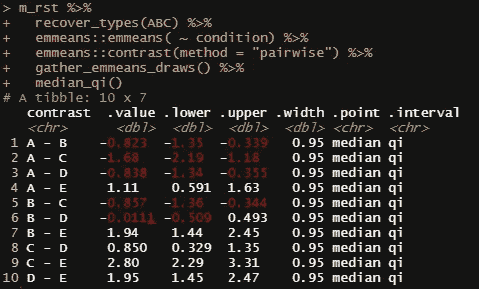 > m_rst %>%
+   recover_types(ABC) %>%
+   emmeans::emmeans( ~ condition) %>%
+   emmeans::contrast(method = "pairwise") %>%
+   gather_emmeans_draws() %>%
+   median_qi()
# A tibble: 10 x 7
   contrast  .value .lower .upper .width .point .interval
   <chr>      <dbl>  <dbl>  <dbl>  <dbl> <chr>  <chr>
 1 A - B    -0.823  -1.35  -0.339   0.95 median qi
 2 A - C    -1.68   -2.19  -1.18    0.95 median qi
 3 A - D    -0.838  -1.34  -0.355   0.95 median qi
 4 A - E     1.11    0.591  1.63    0.95 median qi
 5 B - C    -0.857  -1.36  -0.344   0.95 median qi
 6 B - D    -0.0111 -0.509  0.493   0.95 median qi
 7 B - E     1.94    1.44   2.45    0.95 median qi
 8 C - D     0.850   0.329  1.35    0.95 median qi
 9 C - E     2.80    2.29   3.31    0.95 median qi
10 D - E     1.95    1.45   2.47    0.95 median qi